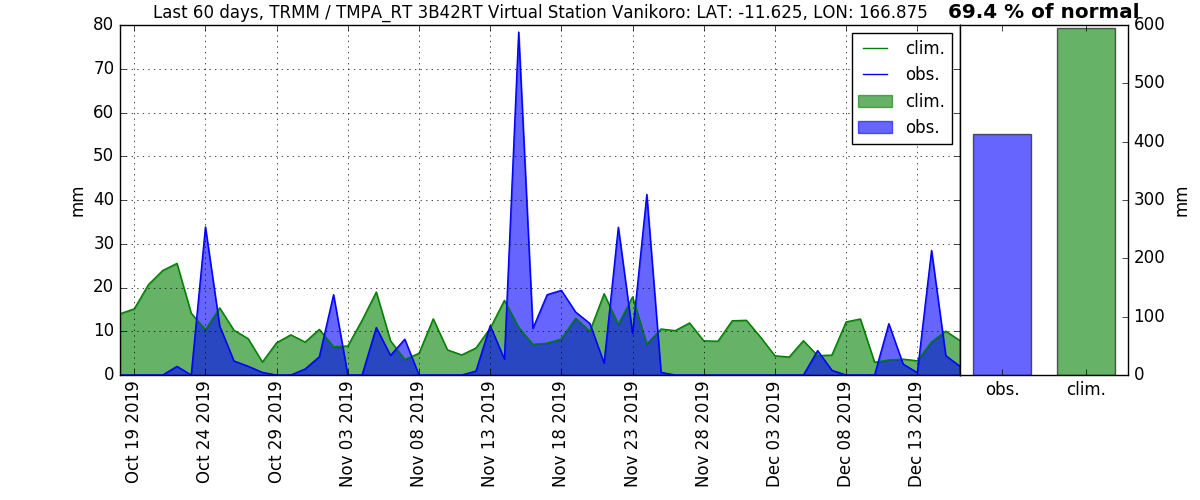 Last 60 days, TRMM / TMPA_RT 3B42RT Virtual Station Vanikoro: LAT: -11.625, LON: 166.875
69.4 % of normal
80
70
60
50
40
30
20
10
0
mm
clim.
obs.
clim.
obs.
600
500
400
300
200
100
0
mm
obs.
clim.
Oct 19 2019
Oct 24 2019
Oct 29 2019
Nov 03 2019
Nov 08 2019
Nov 13 2019
Nov 18 2019
Nov 23 2019
Nov 28 2019
Dec 03 2019
Dec 08 2019
Dec 13 2019